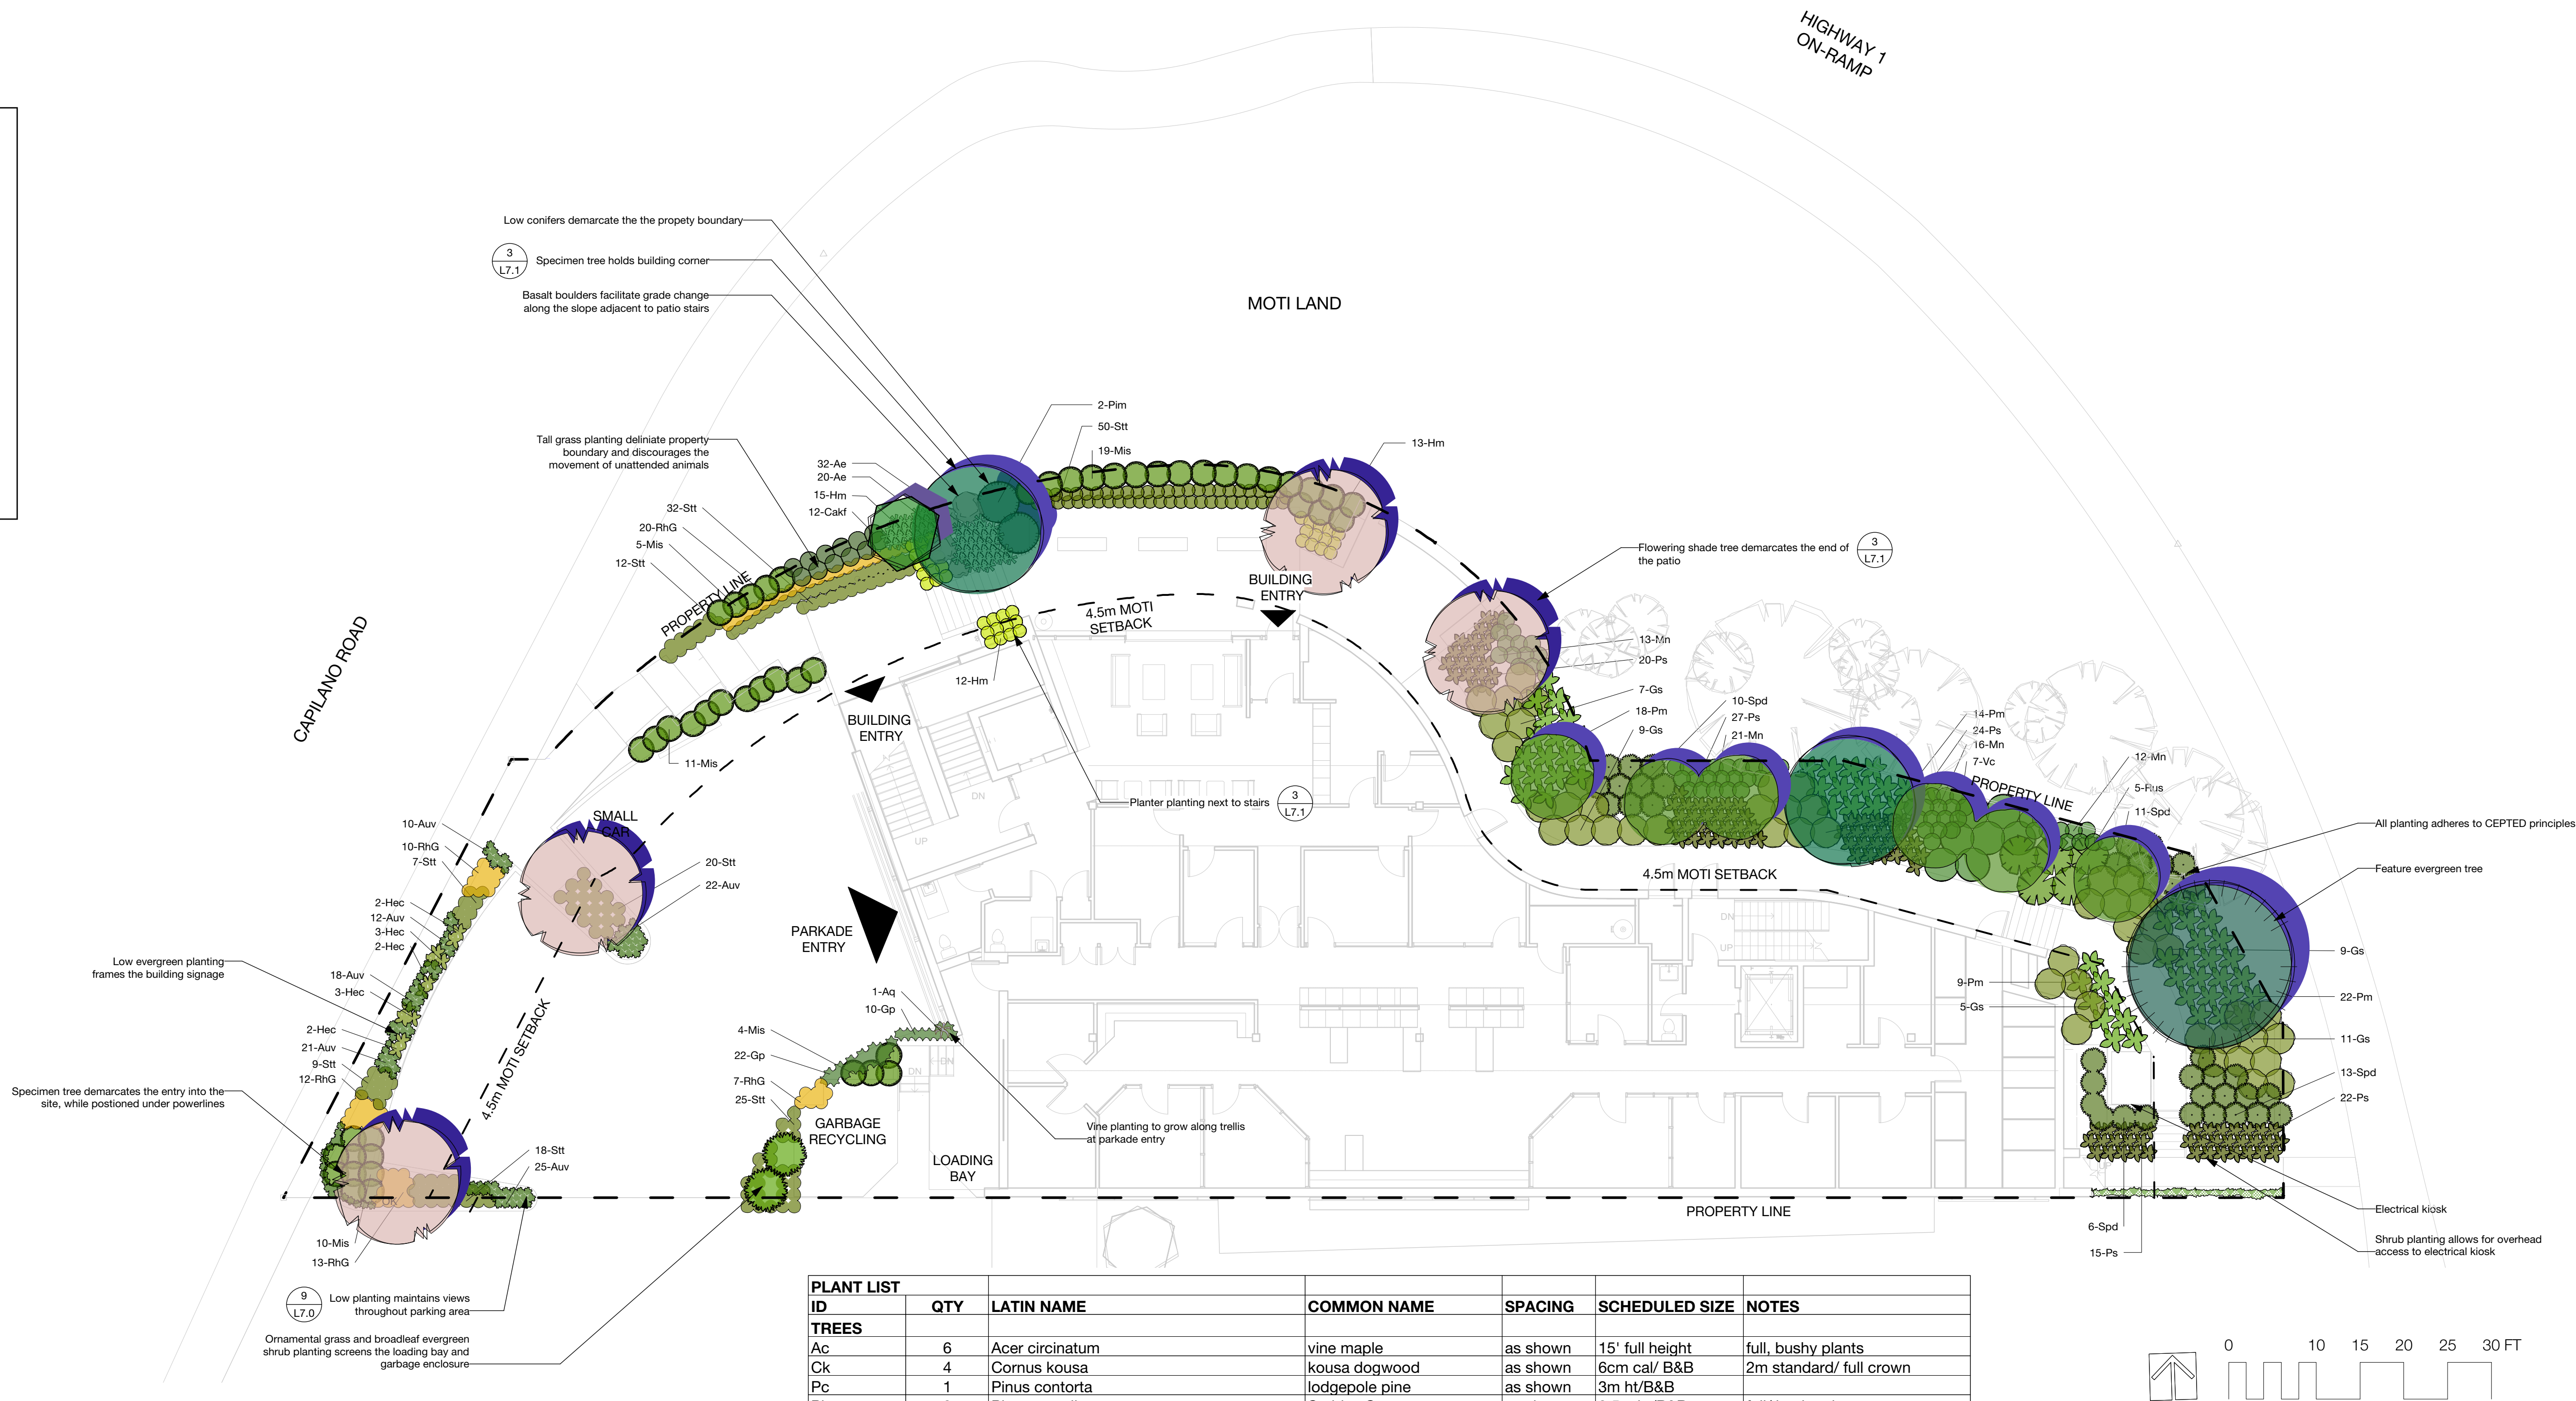 HIGHWAY 1
ON-RAMP
Low conifers demarcate the the propety boundary
3
L7.1
Specimen tree holds building corner
Basalt boulders facilitate grade change
along the slope adjacent to patio stairs
MOTI LAND
2-Pim
50-Stt
19-Mis
13-Hm
Tall grass planting deliniate property
boundary and discourages the
movement of unattended animals
32-Ae
20-Ae
15-Hm
12-Cakf
32-Stt
20-RhG
5-Mis
12-Stt
PROPERTY LINE
CAPILANO ROAD
BUILDING
ENTRY
4.5m MOTI
SETBACK
Flowering shade tree demarcates the end of
the patio
3
L7.1
13-Mn
20-Ps
7-Gs
18-Pm
9-Gs
10-Spd
27-Ps
21-Mn
14-Pm
24-Ps
16-Mn
7-Vc
PROPERTY LINE
12-Mn
5-Rus
11-Spd
12-Hm
BUILDING
ENTRY
11-Mis
DN
UP
Planter planting next to stairs
3
L7.1
SMALL
CAR
10-Auv
10-RhG
7-Stt
20-Stt
22-Auv
2-Hec
12-Auv
3-Hec
2-Hec
Low evergreen planting
frames the building signage
18-Auv
3-Hec
2-Hec
21-Auv
9-Stt
12-RhG
Specimen tree demarcates the entry into the
site, while postioned under powerlines
4.5m MOTI SETBACK
PARKADE
ENTRY
4.5m MOTI SETBACK
DN
UP
All planting adheres to CEPTED principles
Feature evergreen tree
9-Gs
22-Pm
11-Gs
13-Spd
22-Ps
9-Pm
5-Gs
1-Aq
10-Gp
4-Mis
22-Gp
7-RhG
25-Stt
DN
DN
GARBAGE
RECYCLING
Vine planting to grow along trellis
at parkade entry
LOADING
BAY
18-Stt
25-Auv
PROPERTY LINE
UP
6-Spd
15-Ps
Electrical kiosk
Shrub planting allows for overhead
access to electrical kiosk
10-Mis
13-RhG
9
L7.0
Low planting maintains views
throughout parking area
Ornamental grass and broadleaf evergreen
shrub planting screens the loading bay and
garbage enclosure
PLANT LIST
ID QTY LATIN NAME COMMON NAME SPACING SCHEDULED SIZE NOTES
TREES
Ac 6 Acer circinatum vine maple as shown 15' full height full, bushy plants
Ck 4 Cornus kousa kousa dogwood as shown 6cm cal/ B&B 2m standard/ full crown
Pc 1 Pinus contorta lodgepole pine as shown 3m ht/B&B
0 10 15 20 25 30 FT